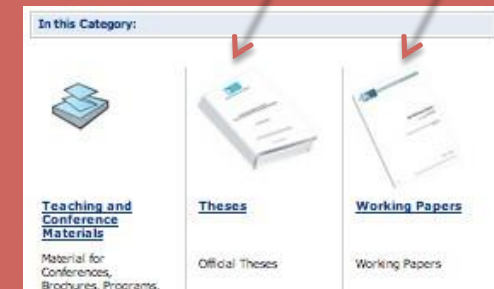 In this Category:
Teaching and
Conference
Materials
Material for
Conferences,
Brochures, Programs,
Theses
Official Theses
Working Papers
Working Papers